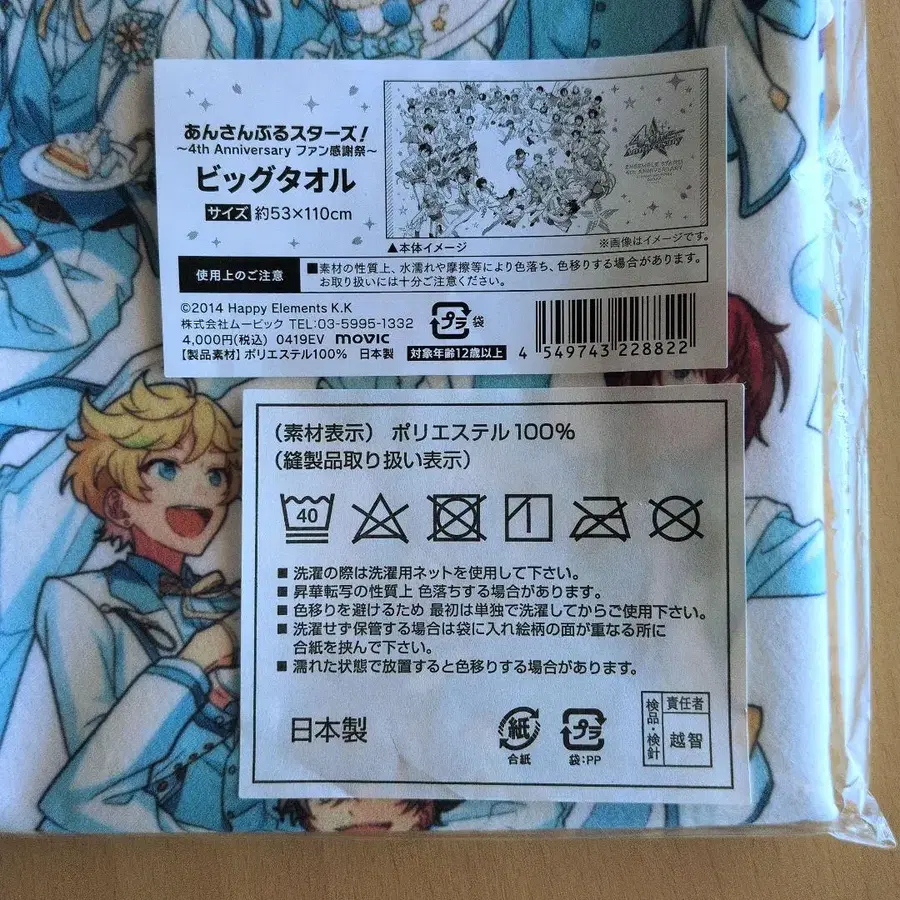 あんさんぶるスターズ!
～4th Anniversary ファン感謝祭～
ビッグタオル
サイズ 約53×110cm
ENSEMBLE STARS!
4TH ANNIVERSARY
▲本体イメージ
※画像はイメージです。
使用上のご注意
■素材の性質上、水濡れや摩擦等により色落ち、色移りする場合があります。
お取り扱いには十分ご注意ください。
©2014 Happy Elements K.K
株式会社ムービック TEL:03-5995-1332
4,000円(税込) 0419EV movic
【製品素材】ポリエステル100% 日本製
プラ 袋
対象年齢12歳以上
4 549743 228822
（素材表示） ポリエステル100%
（縫製品取り扱い表示）
40
■ 洗濯の際は洗濯用ネットを使用して下さい。
■ 昇華転写の性質上 色落ちする場合があります。
■ 色移りを避けるため 最初は単独で洗濯してからご使用下さい。
■ 洗濯せず保管する場合は袋に入れ絵柄の面が重なる所に
合紙を挟んで下さい。
■ 濡れた状態で放置すると色移りする場合があります。
日本製
紙
合紙
プラ
袋:PP
検品・検針
責任者
越智